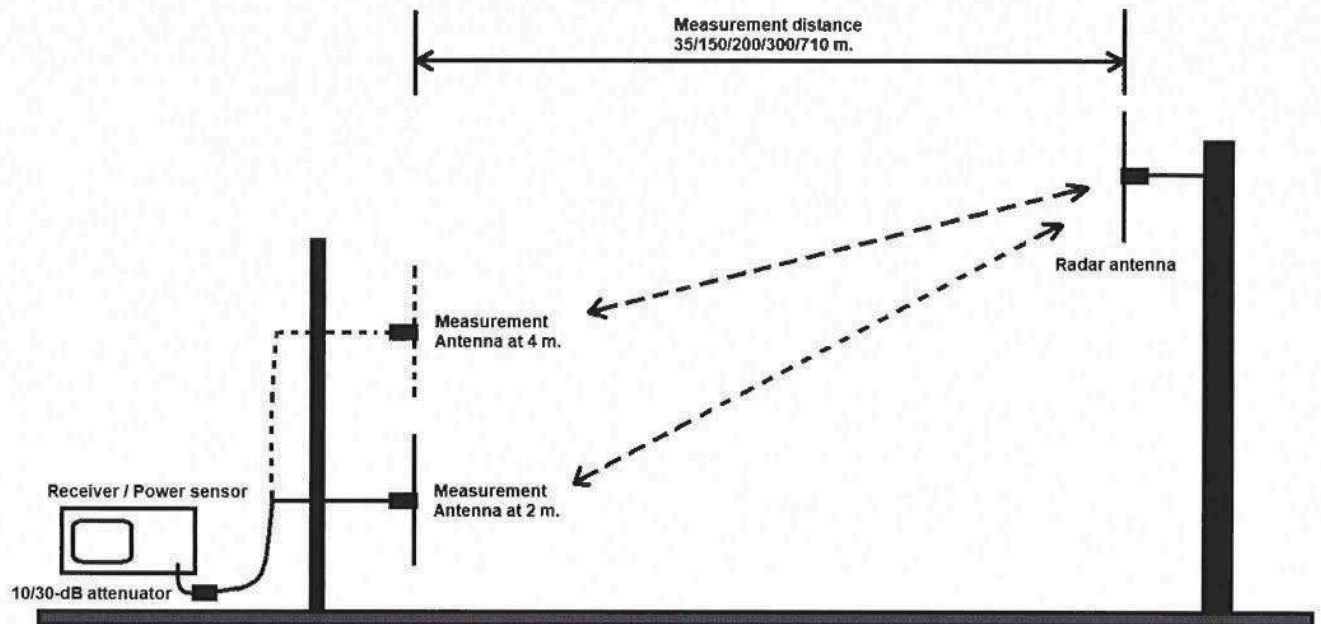 Measurement distance
35/150/200/300/710 m.
Radar antenna
Measurement
Antenna at 4 m.
Measurement
Antenna at 2 m.
Receiver / Power sensor
10/30-dB attenuator